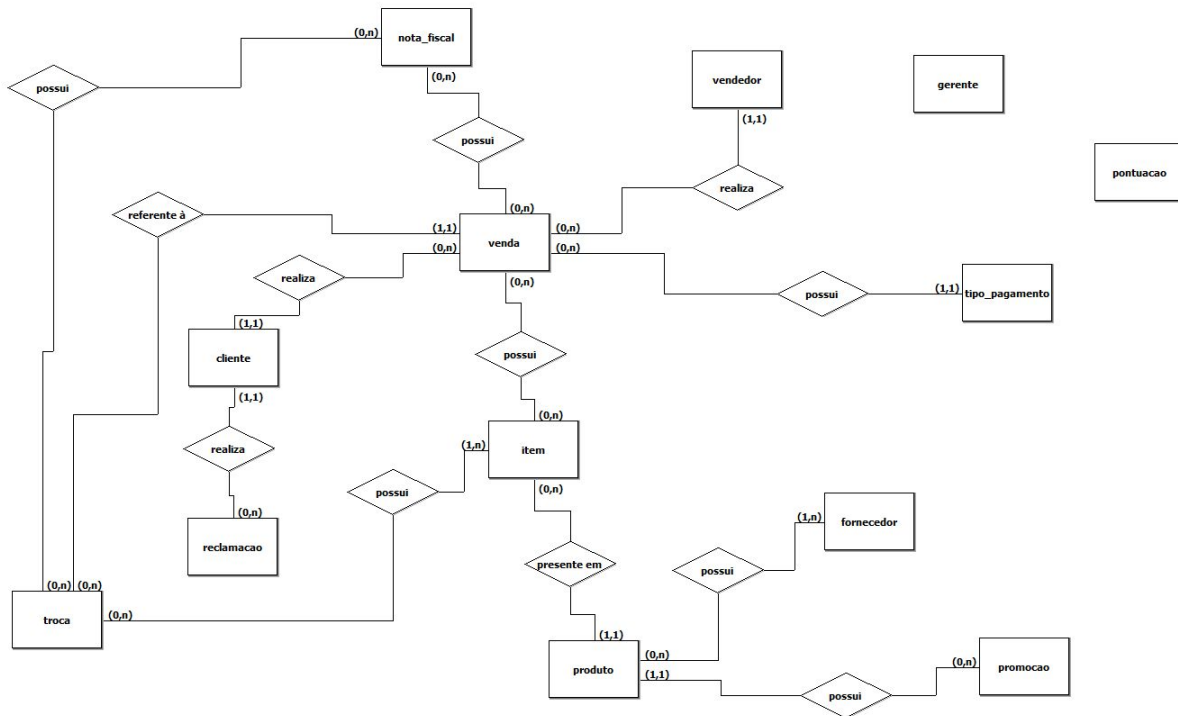 (0,n)
nota_fiscal
(0,n)
vendedor
gerente
possui
(1,1)
possui
pontuacao
realiza
referente à
(0,n)
(1,1)
venda
(0,n)
(0,n)
(0,n)
(0,n)
realiza
possui
(1,1)
tipo_pagamento
(1,1)
cliente
possui
(1,1)
(0,n)
realiza
(1,n)
item
possui
(0,n)
(0,n)
reclamacao
(1,n)
fornecedor
presente em
possui
(0,n)
(0,n)
troca
(0,n)
(1,1)
produto
(0,n)
(1,1)
(0,n)
promocao
possui